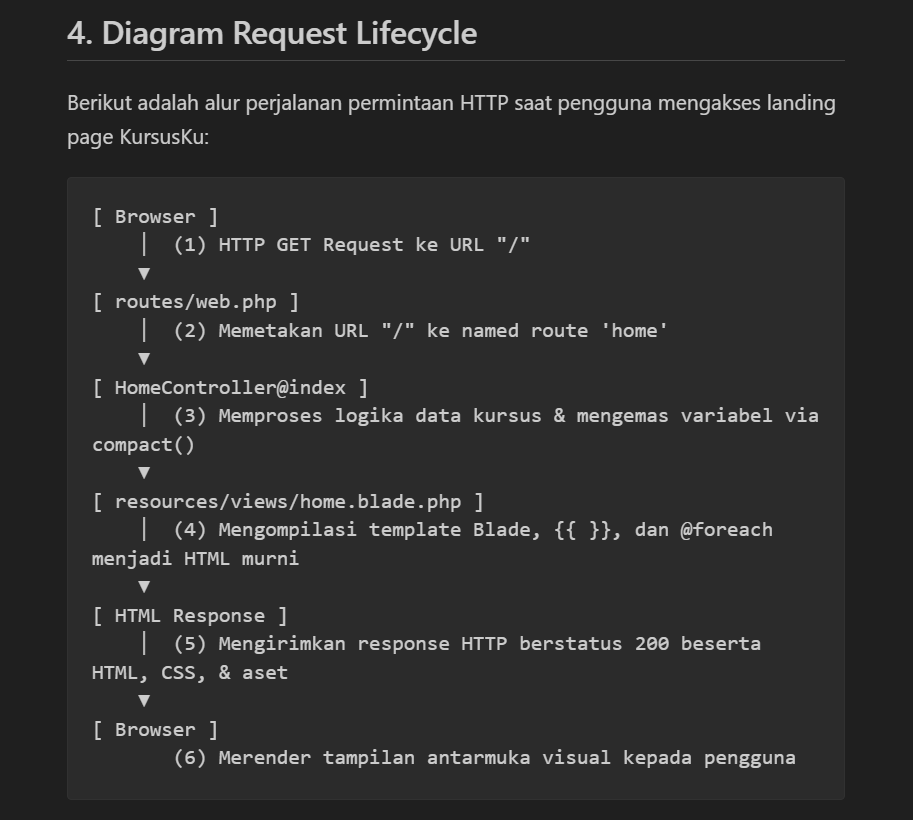 4. Diagram Request Lifecycle
Berikut adalah alur perjalanan permintaan HTTP saat pengguna mengakses landing
page KursusKu:
[ Browser ]
│  (1) HTTP GET Request ke URL "/"
▼
[ routes/web.php ]
│  (2) Memetakan URL "/" ke named route 'home'
▼
[ HomeController@index ]
│  (3) Memproses logika data kursus & mengemas variabel via
compact()
▼
[ resources/views/home.blade.php ]
│  (4) Mengompilasi template Blade, {{ }}, dan @foreach
menjadi HTML murni
▼
[ HTML Response ]
│  (5) Mengirimkan response HTTP berstatus 200 beserta
HTML, CSS, & aset
▼
[ Browser ]
(6) Merender tampilan antarmuka visual kepada pengguna